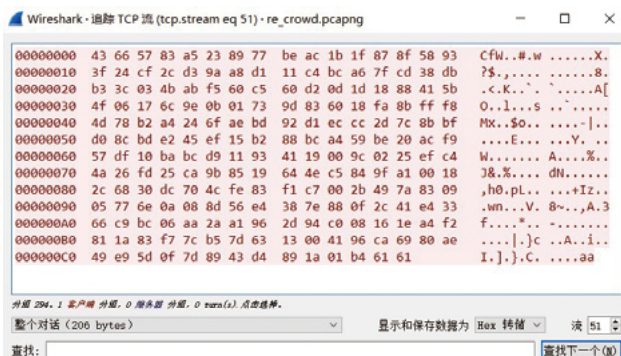 Wireshark · 追踪 TCP 流 (tcp.stream eq 51) · re_crowd.pcapng
00000000 43 66 57 83 a5 23 89 77 be ac 1b 1f 87 8f 58 93 CfW..#.w ......X.
00000010 3f 24 cf 2c d3 9a a8 d1 11 c4 bc a6 7f cd 38 db ?$.,.... ......8.
00000020 b3 3c 03 4b ab f5 60 c5 60 d2 0d 1d 18 88 41 5b .<.K..`. `.....A[
00000030 4f 06 17 6c 9e 0b 01 73 9d 83 60 18 fa 8b ff f8 O..l...s ..`.....
00000040 4d 78 b2 a4 24 6f ae bd 92 d1 ec cc 2d 7c 8b bf Mx..$o.. ....-|..
00000050 d0 8c bd e2 45 ef 15 b2 88 bc a4 59 be 20 ac f9 ....E... ...Y. ..
00000060 57 df 10 ba bc d9 11 93 41 19 00 9c 02 25 ef c4 W....... A....%..
00000070 4a 26 fd 25 ca 9b 85 19 64 4e c5 84 9f a1 00 18 J&.%.... dN......
00000080 2c 68 30 dc 70 4c fe 83 f1 c7 00 2b 49 7a 83 09 ,h0.pL.. ...+Iz..
00000090 05 77 6e 0a 08 8d 56 e4 38 7e 88 0f 2c 41 e4 33 .wn...V. 8~..,A.3
000000A0 66 c9 bc 06 aa 2a a1 96 2d 94 c0 08 16 1e a4 f2 f....*.. -.......
000000B0 81 1a 83 f7 7c b5 7d 63 13 00 41 96 ca 69 80 ae ....|.}c ..A..i..
000000C0 49 e9 5d 0f 7d 89 43 d4 89 1a 01 b4 61 61 I.].}.C. ....aa
分组 294。1 客户端 分组，0 服务器 分组，0 turn(s). 点击选择。
整个对话 (206 bytes) 显示和保存数据为 Hex 转储 流 51
查找: 查找下一个(N)